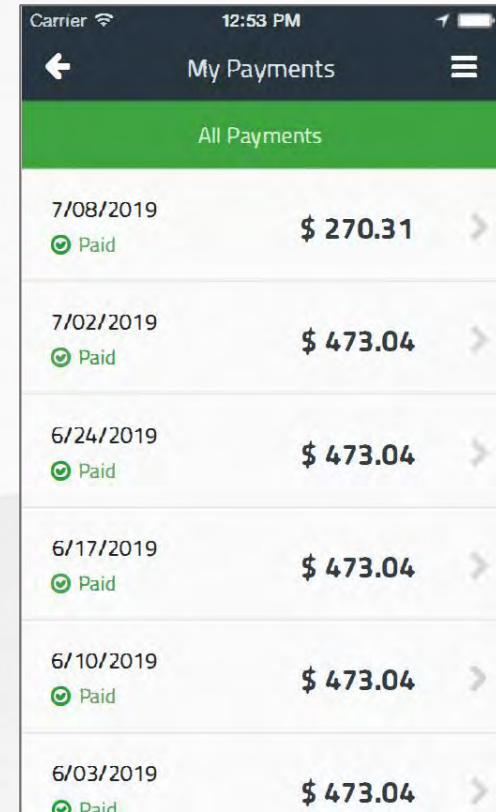 Carrier 12:53 PM
My Payments
All Payments
7/08/2019
Paid
$ 270.31
7/02/2019
Paid
$ 473.04
6/24/2019
Paid
$ 473.04
6/17/2019
Paid
$ 473.04
6/10/2019
Paid
$ 473.04
6/03/2019
Paid
$ 473.04